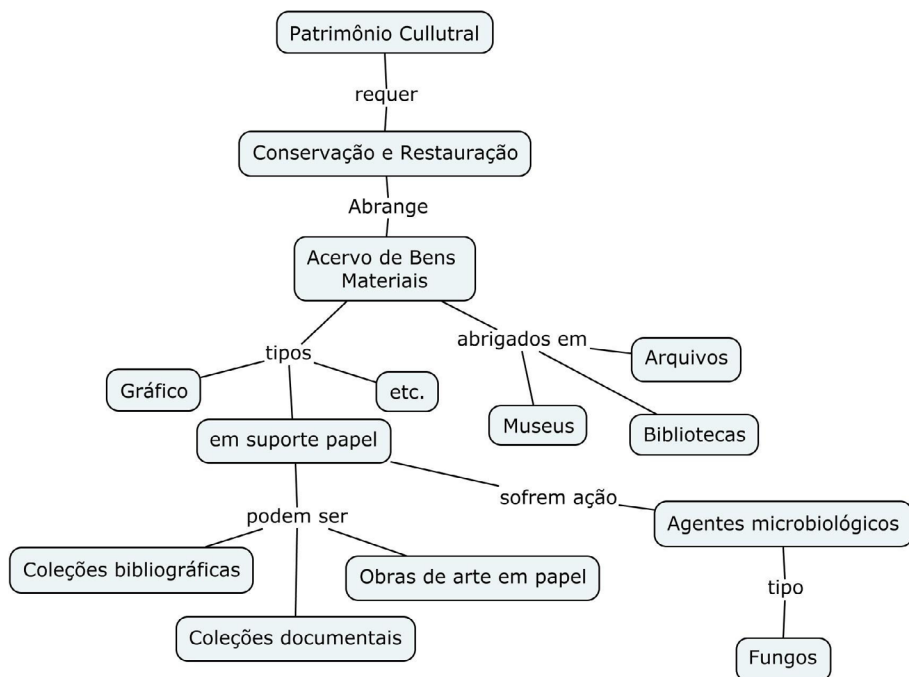 Patrimônio Cullutral
requer
Conservação e Restauração
Abrange
Acervo de Bens
Materiais
tipos
abrigados em
Arquivos
Gráfico
etc.
Museus
Bibliotecas
em suporte papel
sofrem ação
podem ser
Agentes microbiológicos
Coleções bibliográficas
Obras de arte em papel
tipo
Coleções documentais
Fungos